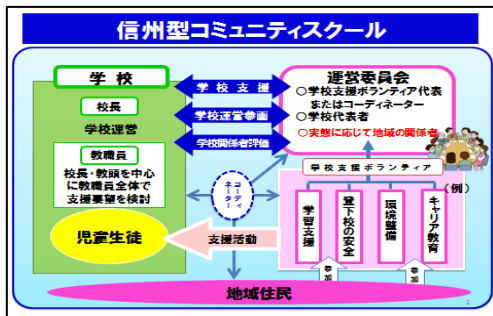 信州型コミュニティスクール
学校
校長
学校運営
教職員
校長・教頭を中心
に教職員全体で
支援要望を検討
児童生徒
学校支援
学校運営参画
学校関係者評価
コーディ
ネーター
支援活動
運営委員会
○学校支援ボランティア代表
またはコーディネーター
○学校代表者
○実態に応じて地域の関係者
学校支援ボランティア
(例)
学習支援
登下校の安全
環境整備
キャリア教育
参加
参加
地域住民
2